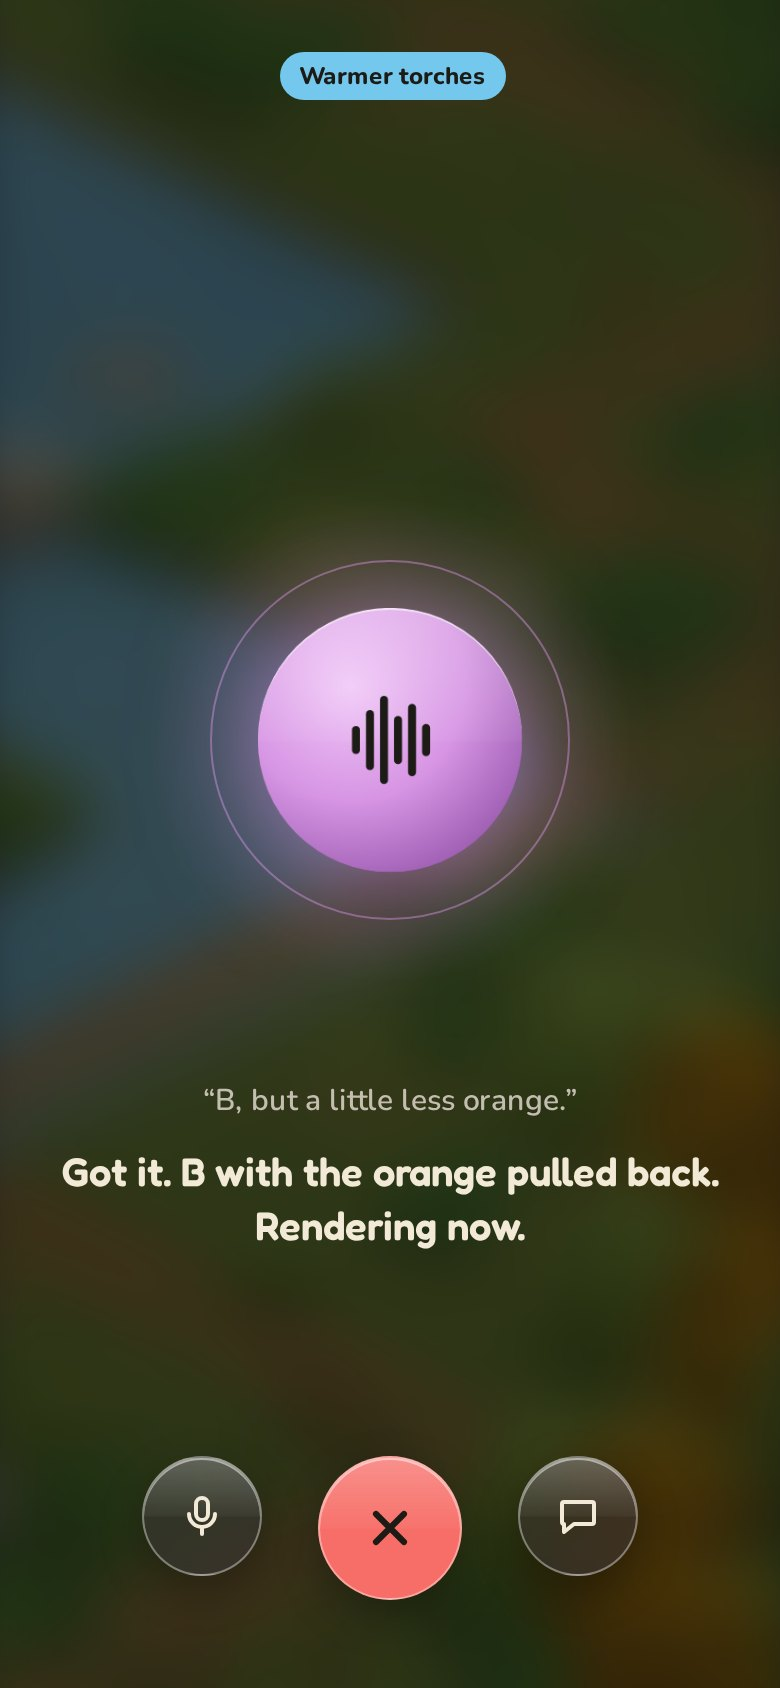 Warmer torches
“B, but a little less orange.”
Got it. B with the orange pulled back.
Rendering now.